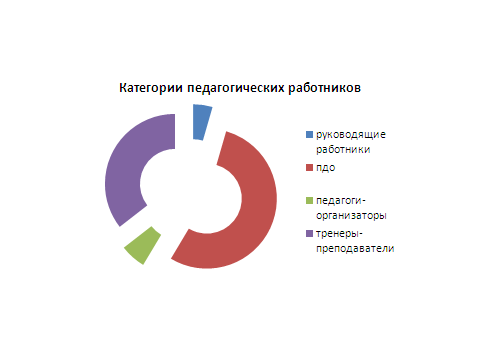 Категории педагогических работников
руководящие
работники
пдо
педагоги-
организаторы
тренеры-
преподаватели